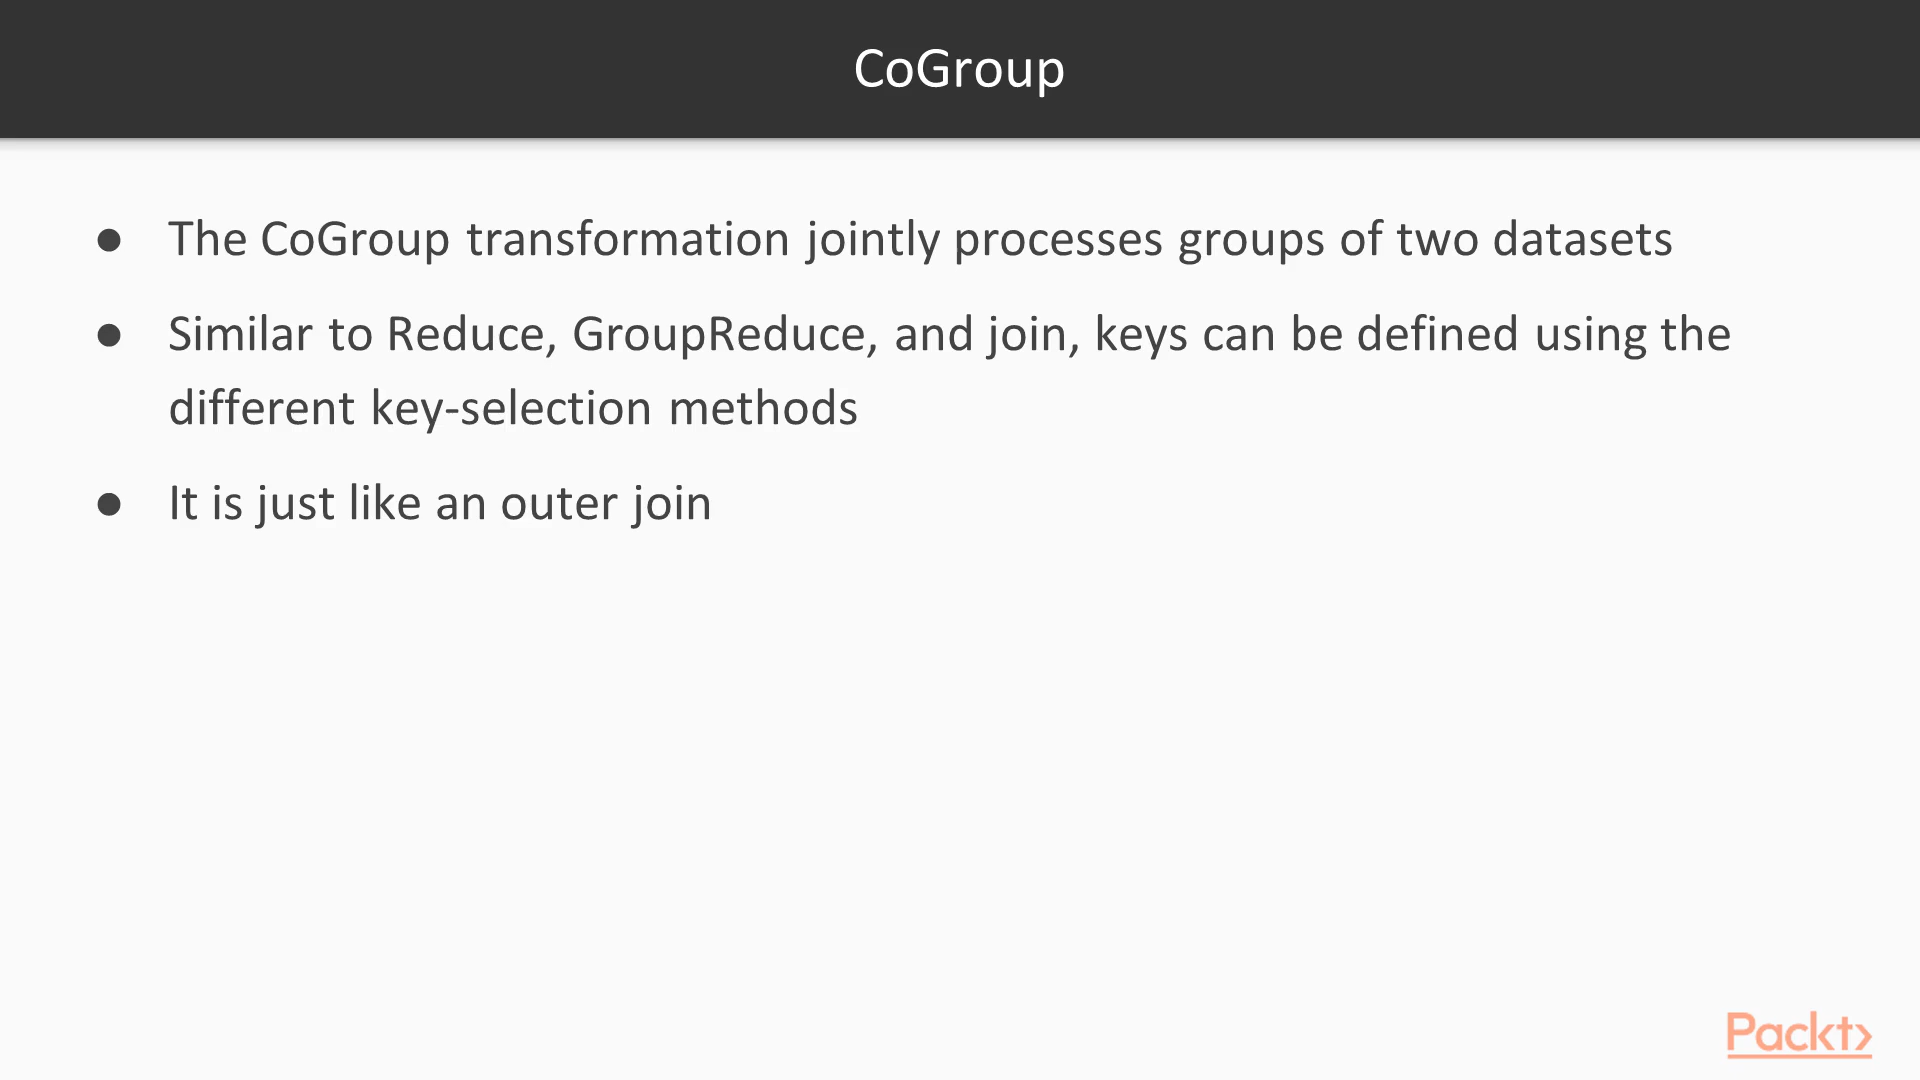 CoGroup
● The CoGroup transformation jointly processes groups of two datasets
● Similar to Reduce, GroupReduce, and join, keys can be defined using the
different key-selection methods
● It is just like an outer join
Packt>